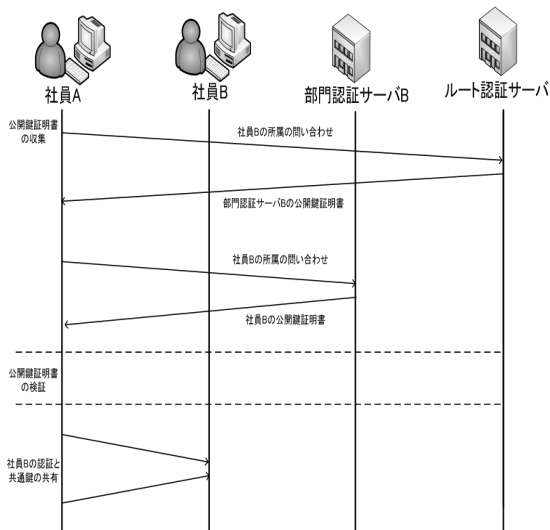 社員A
社員B
部門認証サーバB
ルート認証サーバ
公開鍵証明書
の収集
社員Bの所属の問い合わせ
部門認証サーバBの公開鍵証明書
社員Bの所属の問い合わせ
社員Bの公開鍵証明書
公開鍵証明書
の検証
社員Bの認証と
共通鍵の共有